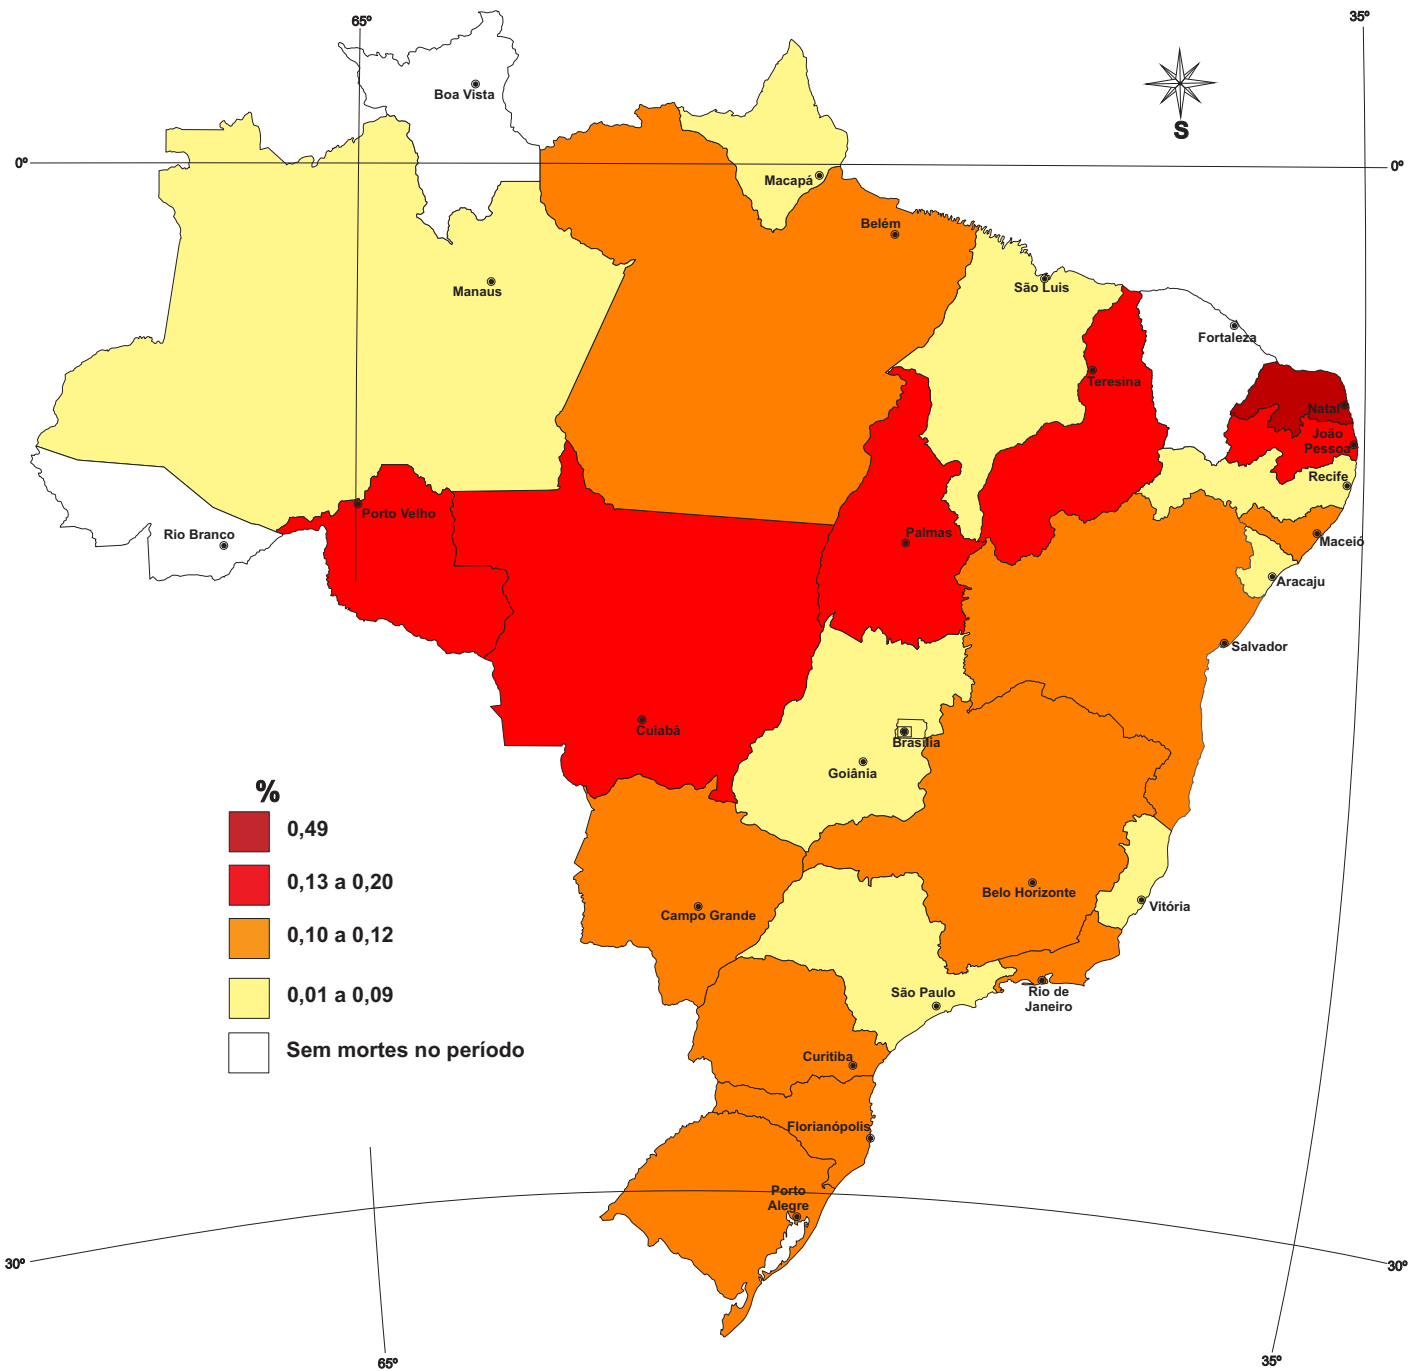 65º
35º
Boa Vista
S
0º
0º
Macapá
Belém
Manaus
São Luis
Fortaleza
Teresina
Natal
João
Pessoa
Recife
Porto Velho
Rio Branco
Palmas
Maceió
Aracaju
Salvador
Cuiabá
Brasília
Goiânia
%
0,49
0,13 a 0,20
0,10 a 0,12
0,01 a 0,09
Sem mortes no período
Belo Horizonte
Campo Grande
Vitória
São Paulo
Rio de
Janeiro
Curitiba
Florianópolis
Porto
Alegre
30º
30º
65º
35º